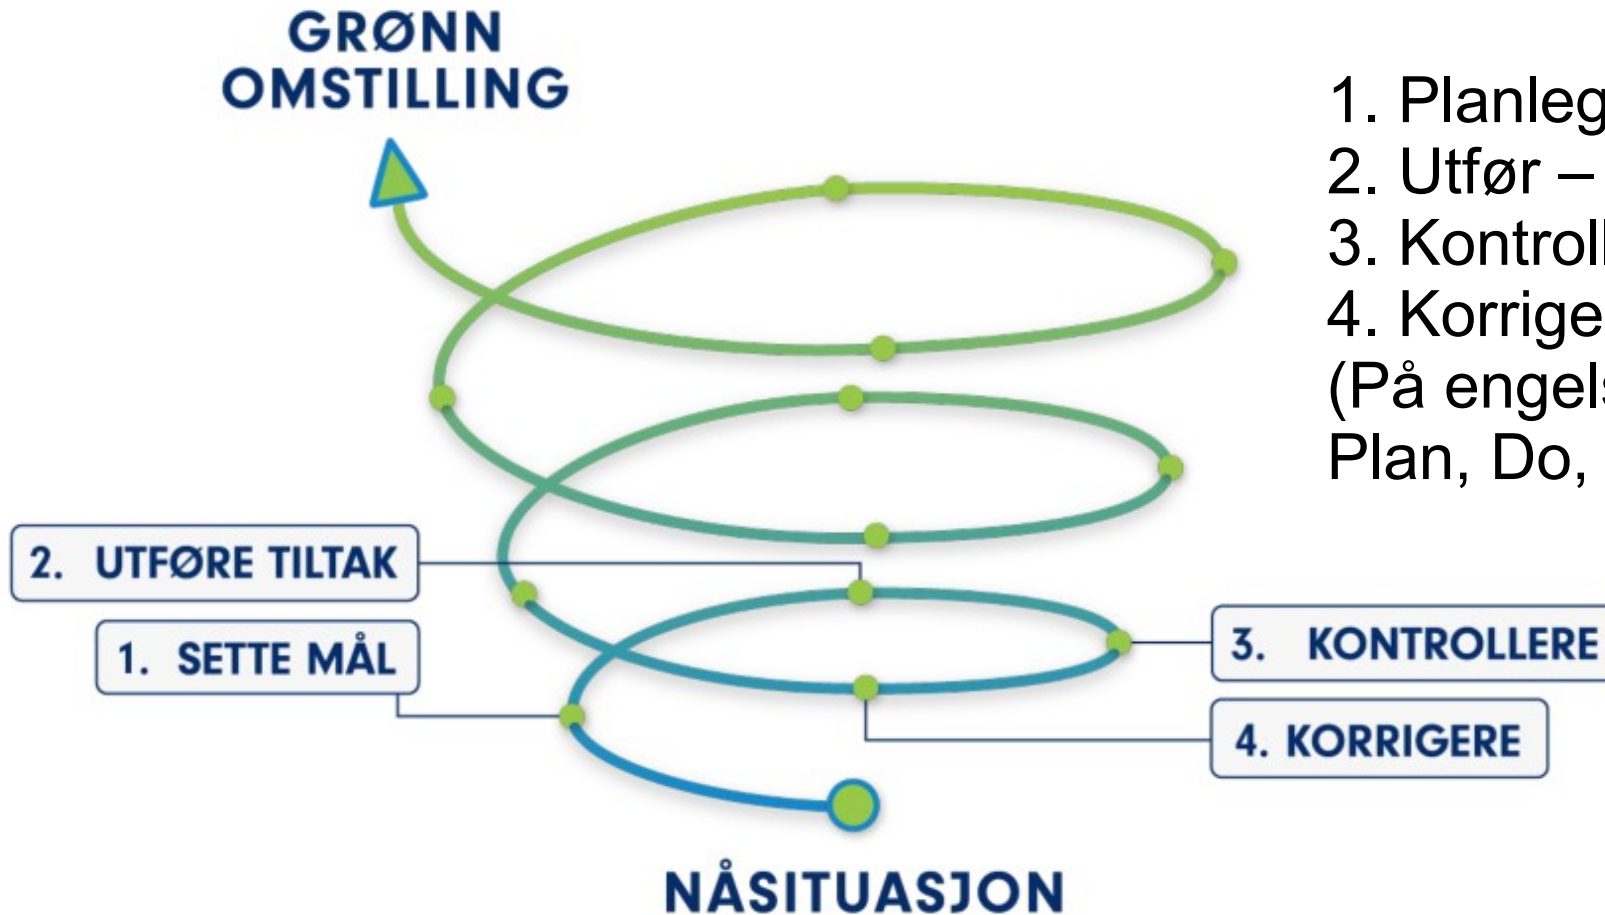 GRØNN
OMSTILLING
1. Planleg
2. Utfør –
3. Kontroll
4. Korrige
(På engels
Plan, Do,
2. UTFØRE TILTAK
1. SETTE MÅL
3. KONTROLLERE
4. KORRIGERE
NÅSITUASJON